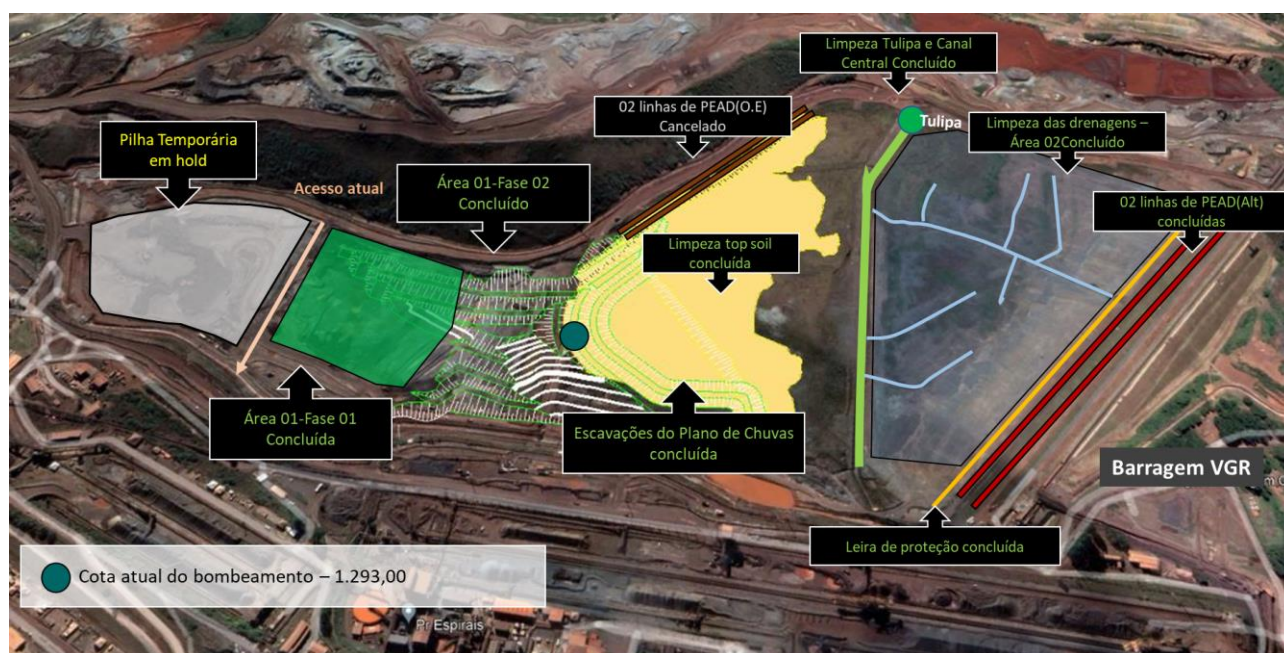 Limpeza Tulipa e Canal
Central Concluído
02 linhas de PEAD(O.E)
Cancelado
Tulipa
Limpeza das drenagens –
Área 02Concluído
Pilha Temporária
em hold
Acesso atual
Área 01-Fase 02
Concluído
02 linhas de PEAD(Alt)
concluídas
Limpeza top soil
concluída
Área 01-Fase 01
Concluída
Escavações do Plano de Chuvas
concluída
Barragem VGR
Leira de proteção concluída
Cota atual do bombeamento – 1.293,00
Pr Espirais